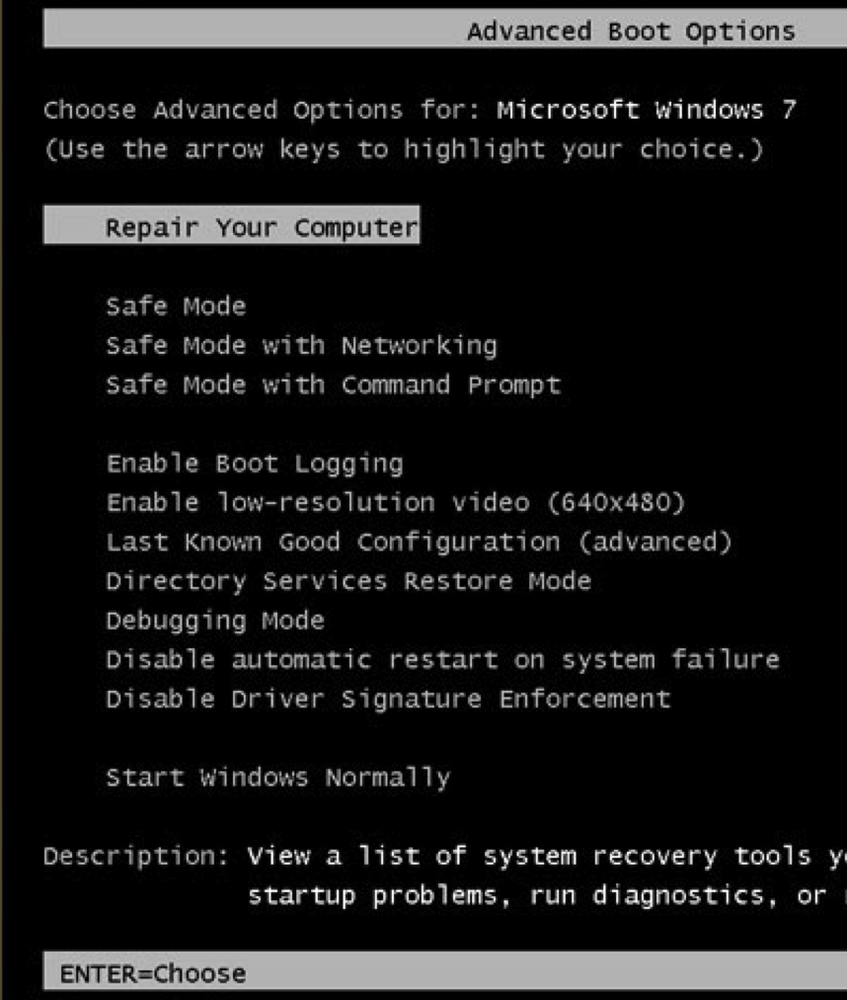 Advanced Boot Options
Choose Advanced Options for: Microsoft Windows 7
(Use the arrow keys to highlight your choice.)
Repair Your Computer
Safe Mode
Safe Mode with Networking
Safe Mode with Command Prompt
Enable Boot Logging
Enable low-resolution video (640x480)
Last Known Good Configuration (advanced)
Directory Services Restore Mode
Debugging Mode
Disable automatic restart on system failure
Disable Driver Signature Enforcement
Start Windows Normally
Description: View a list of system recovery tools
startup problems, run diagnostics, or
ENTER=Choose